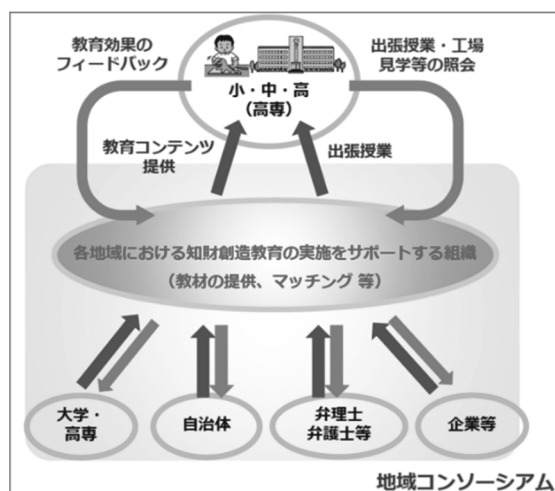 教育効果の
フィードバック
出張授業・工場
見学等の照会
小・中・高
（高専）
教育コンテンツ
提供
出張授業
各地域における知財創造教育の実施をサポートする組織
（教材の提供、マッチング 等）
大学・
高専
自治体
弁理士
弁護士等
企業等
地域コンソーシアム